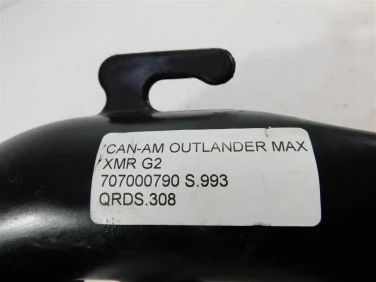 CAN-AM OUTLANDER MAX
XMR G2
707000790 S.993
QRDS.308